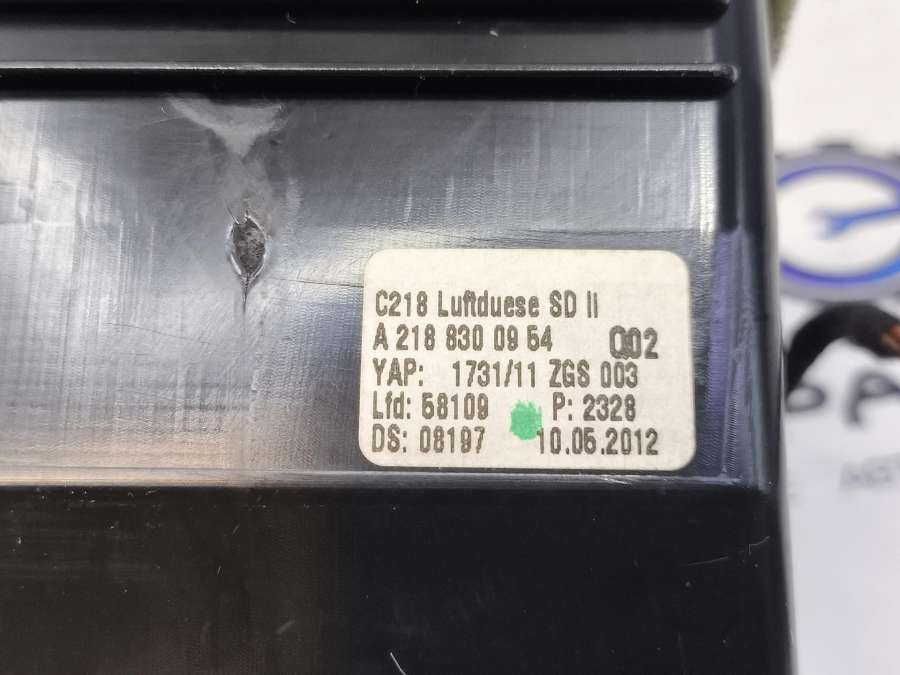 C218 Luftduese SD II
A 218 830 09 54 002
YAP: 1731/11 ZGS 003
Lfd: 58109 P: 2328
DS: 08197 10.05.2012